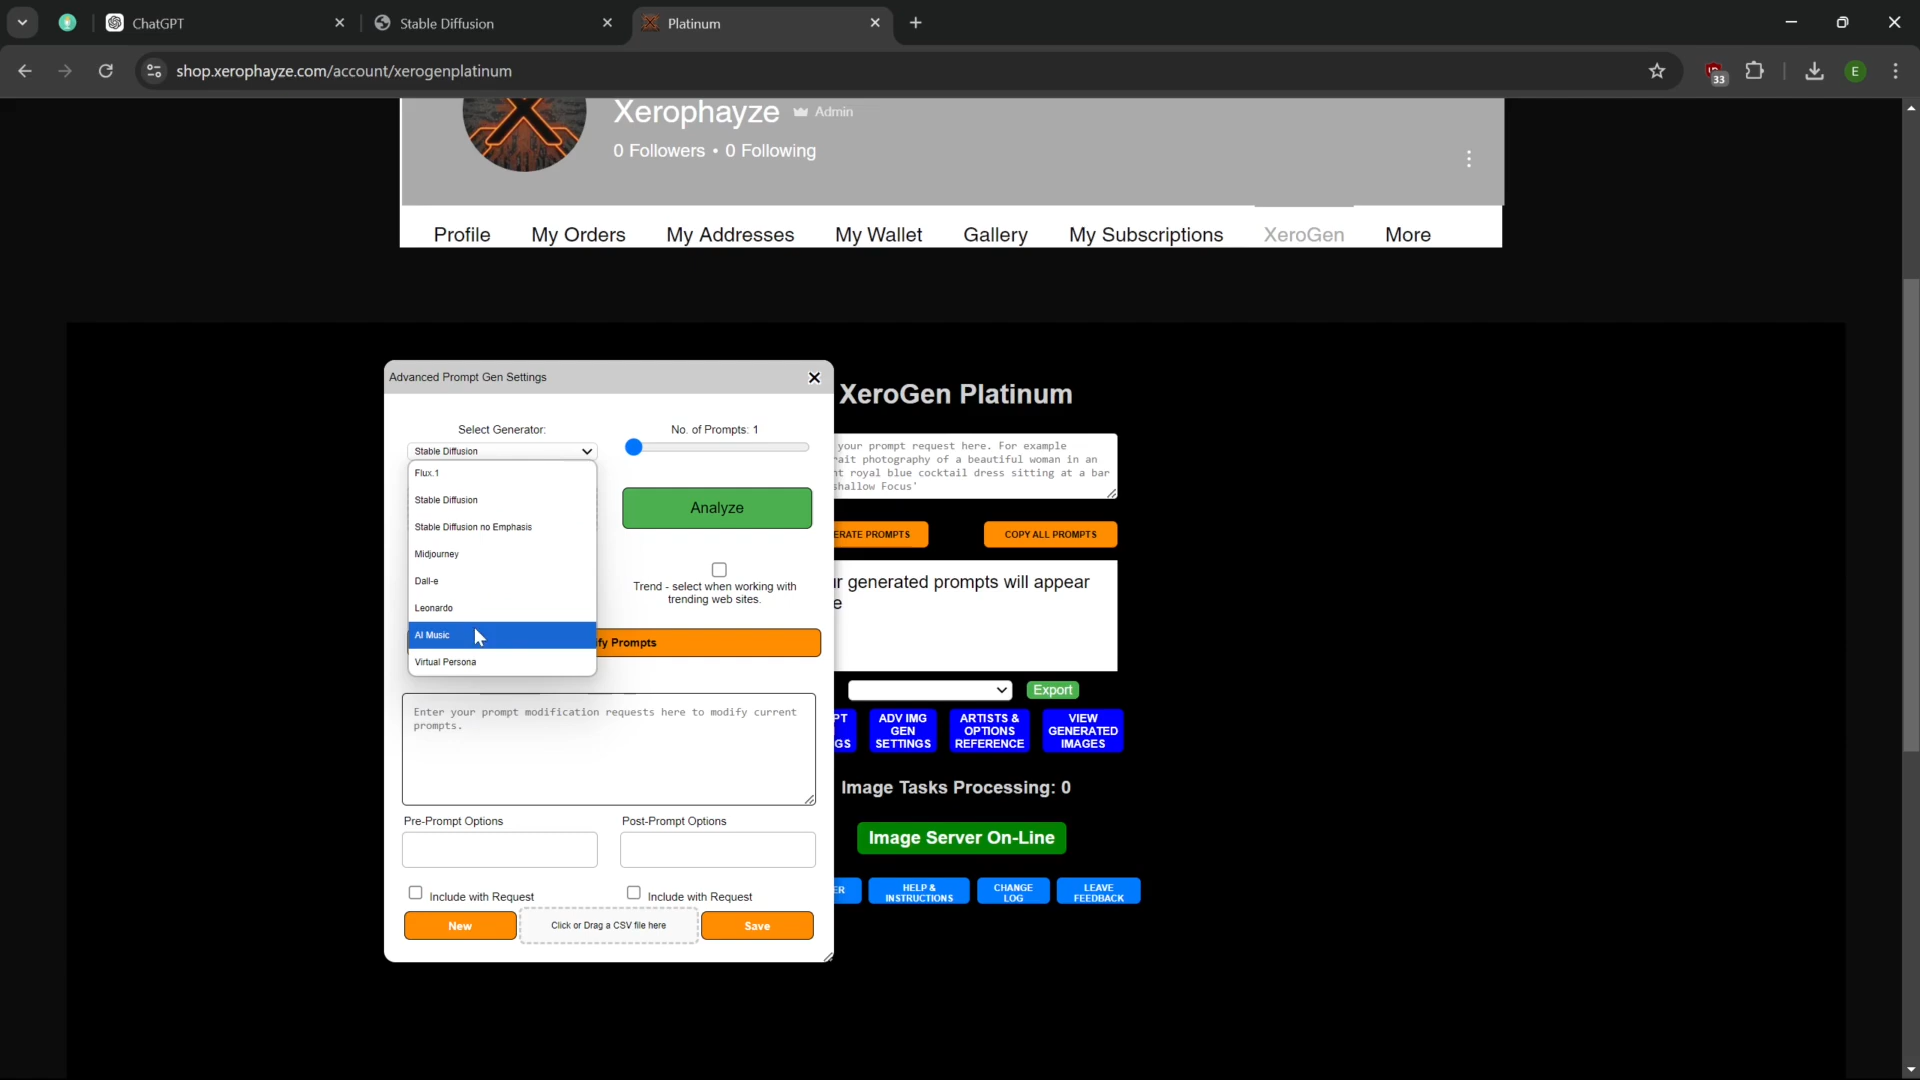 ChatGPT
Stable Diffusion
Platinum
shop.xerophayze.com/account/xerogenplatinum
33
E
Xerophayze
Admin
0 Followers • 0 Following
Profile
My Orders
My Addresses
My Wallet
Gallery
My Subscriptions
XeroGen
More
Advanced Prompt Gen Settings
XeroGen Platinum
Select Generator:
No. of Prompts: 1
Stable Diffusion
Flux.1
Stable Diffusion
Stable Diffusion no Emphasis
Midjourney
Dall-e
Leonardo
AI Music
Virtual Persona
Analyze
Trend - select when working with
trending web sites.
ify Prompts
Enter your prompt modification requests here to modify current
prompts.
Pre-Prompt Options
Post-Prompt Options
Include with Request
Include with Request
New
Click or Drag a CSV file here
Save
your prompt request here. For example
rait photography of a beautiful woman in an
nt royal blue cocktail dress sitting at a bar
shallow Focus'
ERATE PROMPTS
COPY ALL PROMPTS
ur generated prompts will appear
e
Export
PT
GS
ADV IMG
GEN
SETTINGS
ARTISTS &
OPTIONS
REFERENCE
VIEW
GENERATED
IMAGES
Image Tasks Processing: 0
Image Server On-Line
ER
HELP &
INSTRUCTIONS
CHANGE
LOG
LEAVE
FEEDBACK